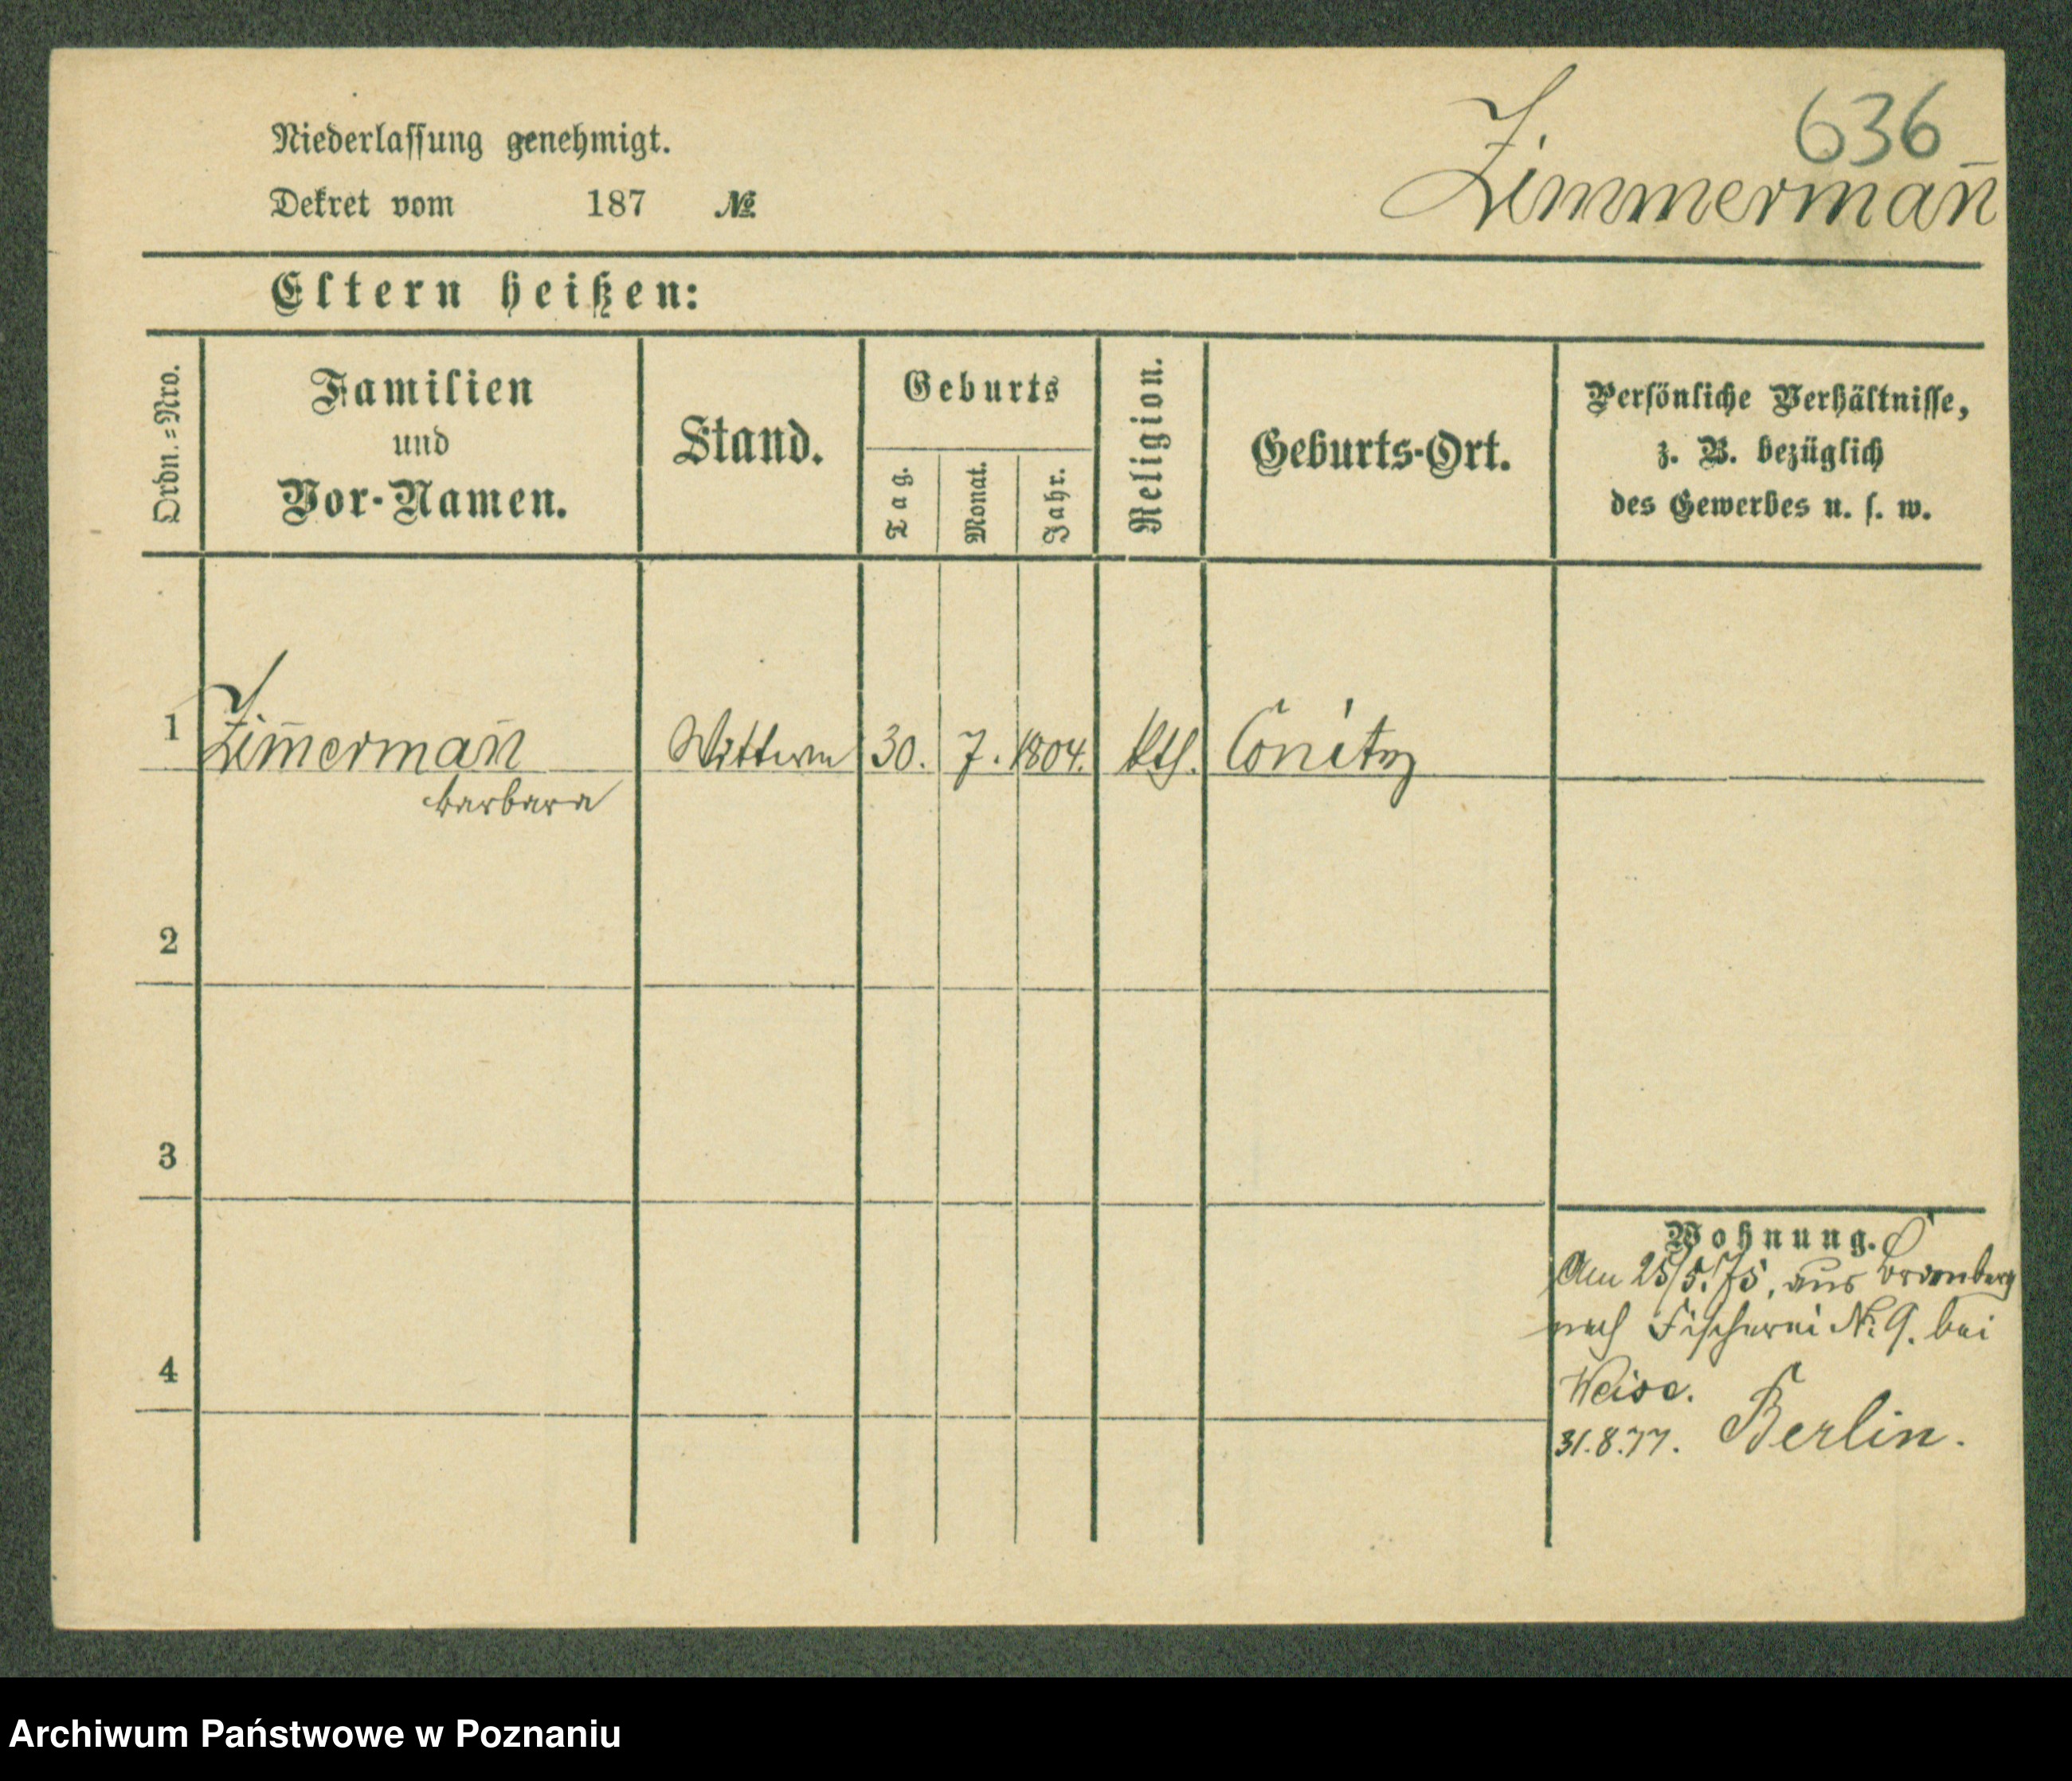 636
Niederlassung genehmigt.
Dekret vom 187 №
Zimmermañ
Eltern heißen:
Ordn.=Nro.
Familien
und
Vor-Namen.
Stand.
Geburts
Tag.
Monat.
Jahr.
Religion.
Geburts-Ort.
Persönliche Verhältnisse,
z. B. bezüglich
des Gewerbes u. s. w.
1 Zim̄ermañ Wittwe 30. 7. 1804. kth. Conitz
Barbara
2
3
4
Wohnung.
Am 25/5. 75, aus Bromberg
nach Fischerei No 9. bei
Weise.
31.8.77. Berlin.
Archiwum Państwowe w Poznaniu